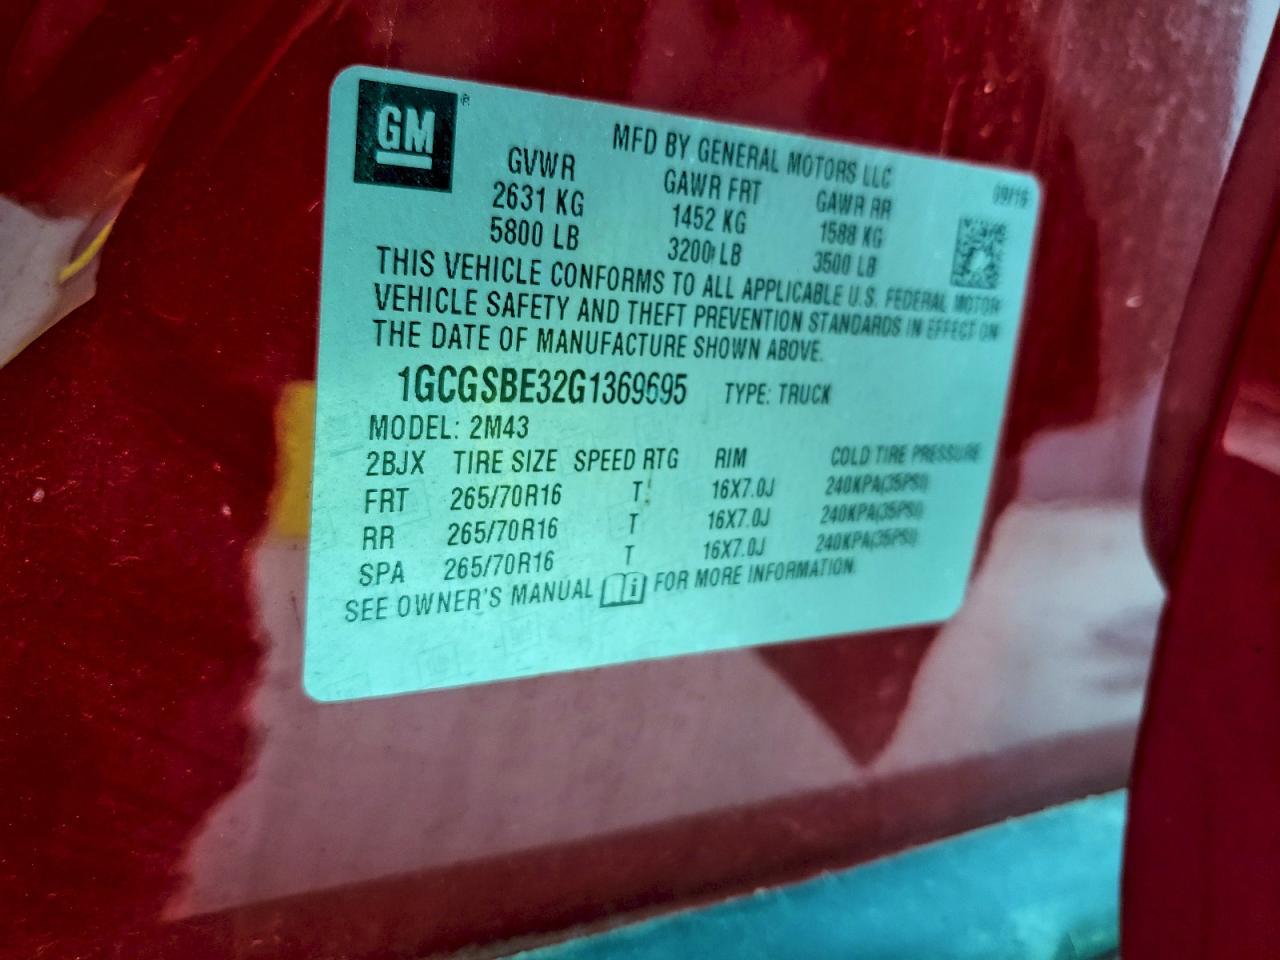 GM®
MFD BY GENERAL MOTORS LLC
09/16
GVWR GAWR FRT GAWR RR
2631 KG 1452 KG 1588 KG
5800 LB 3200 LB 3500 LB
THIS VEHICLE CONFORMS TO ALL APPLICABLE U.S. FEDERAL MOTOR
VEHICLE SAFETY AND THEFT PREVENTION STANDARDS IN EFFECT ON
THE DATE OF MANUFACTURE SHOWN ABOVE.
1GCGSBE32G1369695 TYPE: TRUCK
MODEL: 2M43
2BJX TIRE SIZE SPEED RTG RIM COLD TIRE PRESSURE
FRT 265/70R16 T 16X7.0J 240KPA(35PSI)
RR 265/70R16 T 16X7.0J 240KPA(35PSI)
SPA 265/70R16 T 16X7.0J 240KPA(35PSI)
SEE OWNER'S MANUAL FOR MORE INFORMATION.